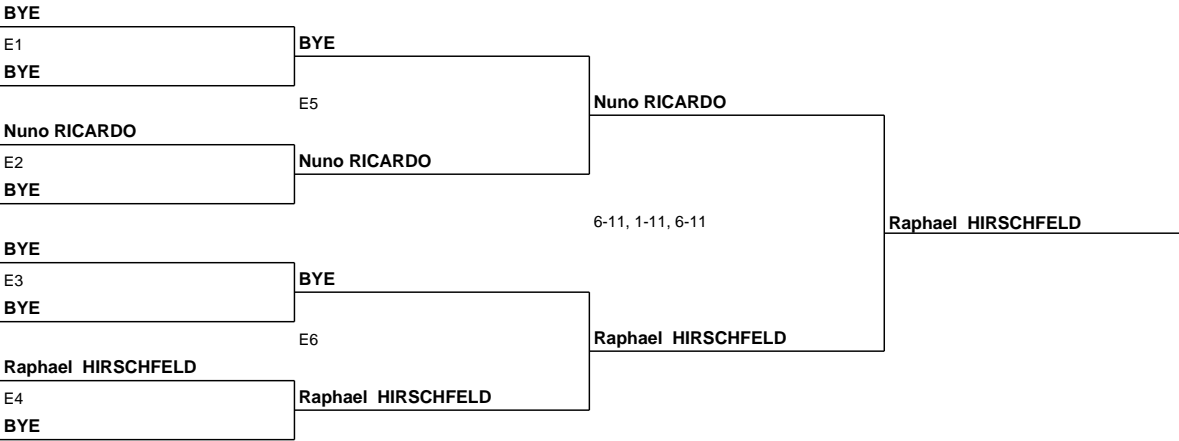 BYE
E1
BYE
BYE
E5
Nuno RICARDO
Nuno RICARDO
E2
Nuno RICARDO
BYE
6-11, 1-11, 6-11
Raphael HIRSCHFELD
BYE
E3
BYE
BYE
E6
Raphael HIRSCHFELD
Raphael HIRSCHFELD
E4
Raphael HIRSCHFELD
BYE